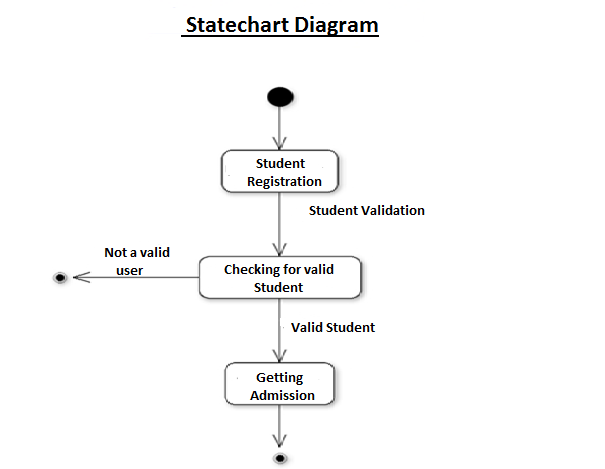 Statechart Diagram
Student
Registration
Student Validation
Not a valid
user
Checking for valid
Student
Valid Student
Getting
Admission